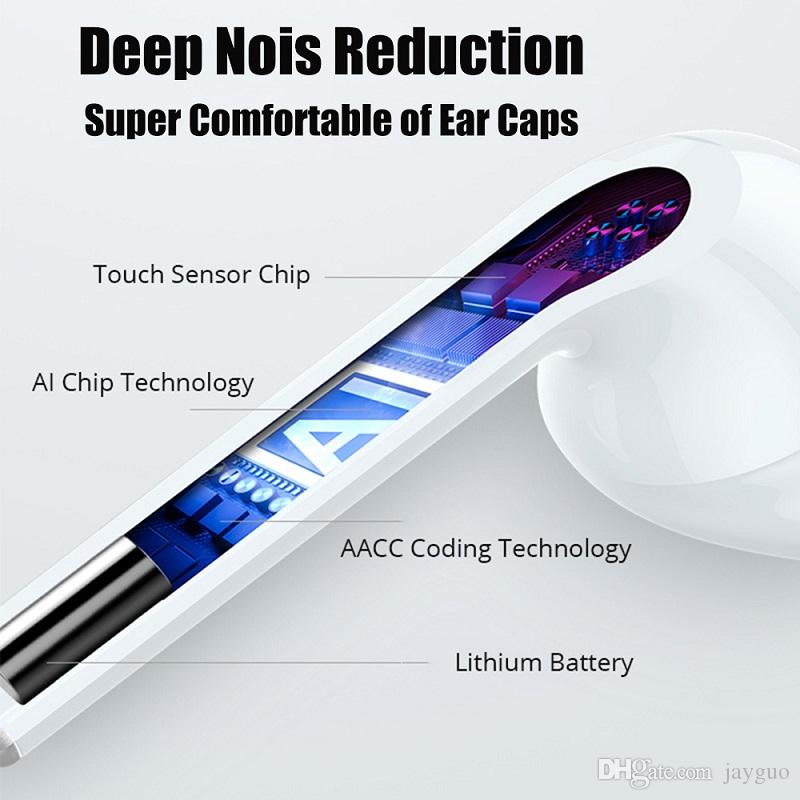 Deep Nois Reduction
Super Comfortable of Ear Caps
Touch Sensor Chip
AI Chip Technology
AI
AACC Coding Technology
Lithium Battery
DHgate.com jayguo